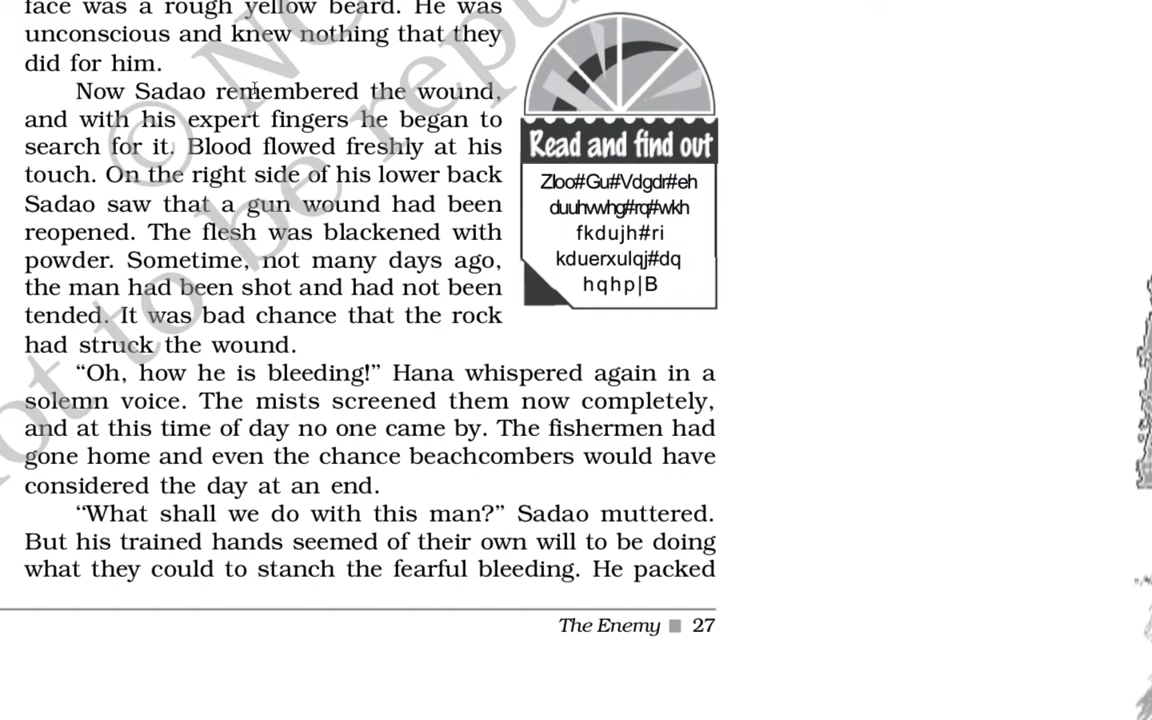 face was a rough yellow beard. He was
unconscious and knew nothing that they
did for him.
Now Sadao remembered the wound,
and with his expert fingers he began to
search for it. Blood flowed freshly at his
touch. On the right side of his lower back
Sadao saw that a gun wound had been
reopened. The flesh was blackened with
powder. Sometime, not many days ago,
the man had been shot and had not been
tended. It was bad chance that the rock
had struck the wound.
Read and find out
Zloo#Gu#Vdgdr#eh
duuhvwhg#rq#wkh
fkdujh#ri
kduerxulqj#dq
hqhp|B
“Oh, how he is bleeding!” Hana whispered again in a
solemn voice. The mists screened them now completely,
and at this time of day no one came by. The fishermen had
gone home and even the chance beachcombers would have
considered the day at an end.
“What shall we do with this man?” Sadao muttered.
But his trained hands seemed of their own will to be doing
what they could to stanch the fearful bleeding. He packed
The Enemy ■ 27
© NC
not to be repu